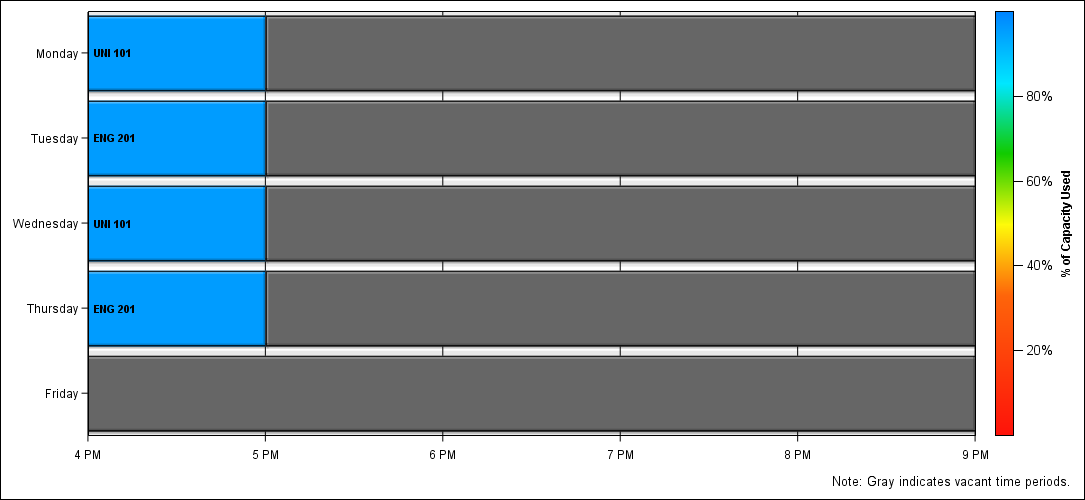 Monday
UNI 101
Tuesday
ENG 201
Wednesday
UNI 101
Thursday
ENG 201
Friday
4 PM 5 PM 6 PM 7 PM 8 PM 9 PM
80%
60%
40%
20%
% of Capacity Used
Note: Gray indicates vacant time periods.